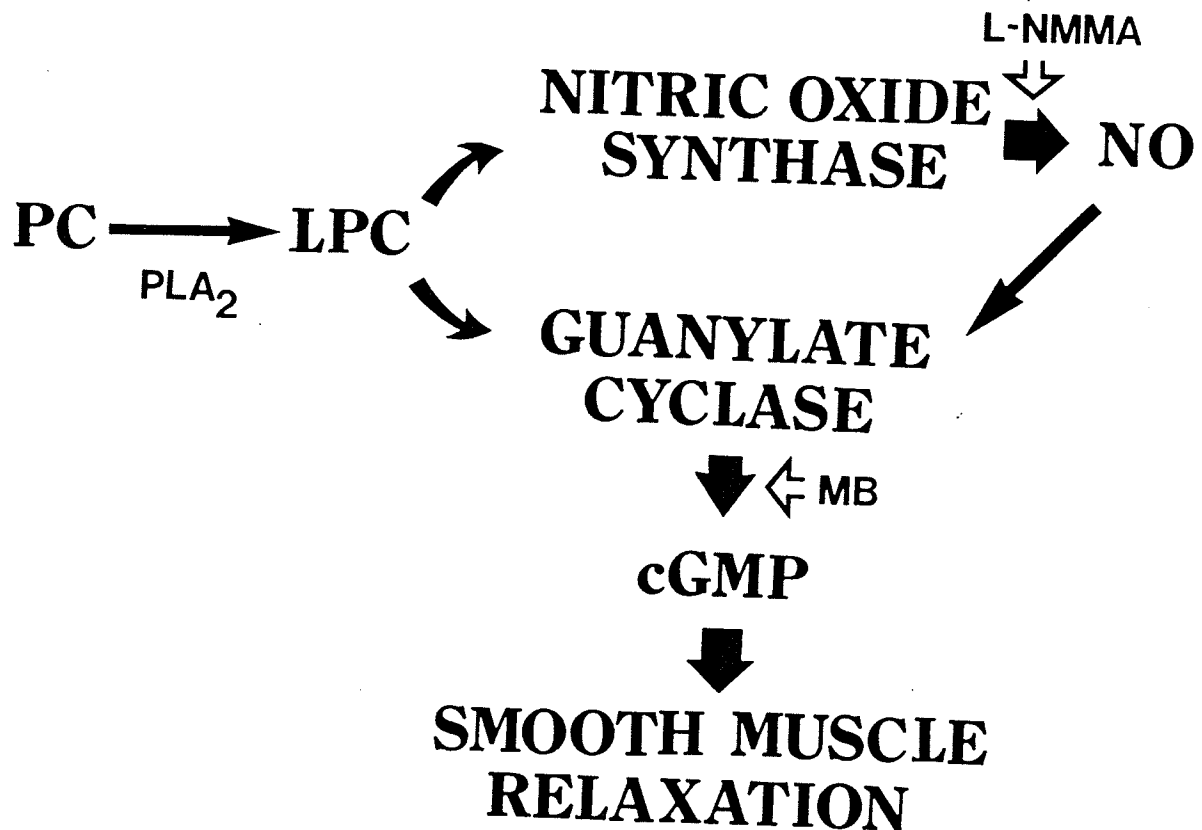 L-NMMA
NITRIC OXIDE
SYNTHASE
NO
PC
LPC
PLA2
GUANYLATE
CYCLASE
MB
cGMP
SMOOTH MUSCLE
RELAXATION